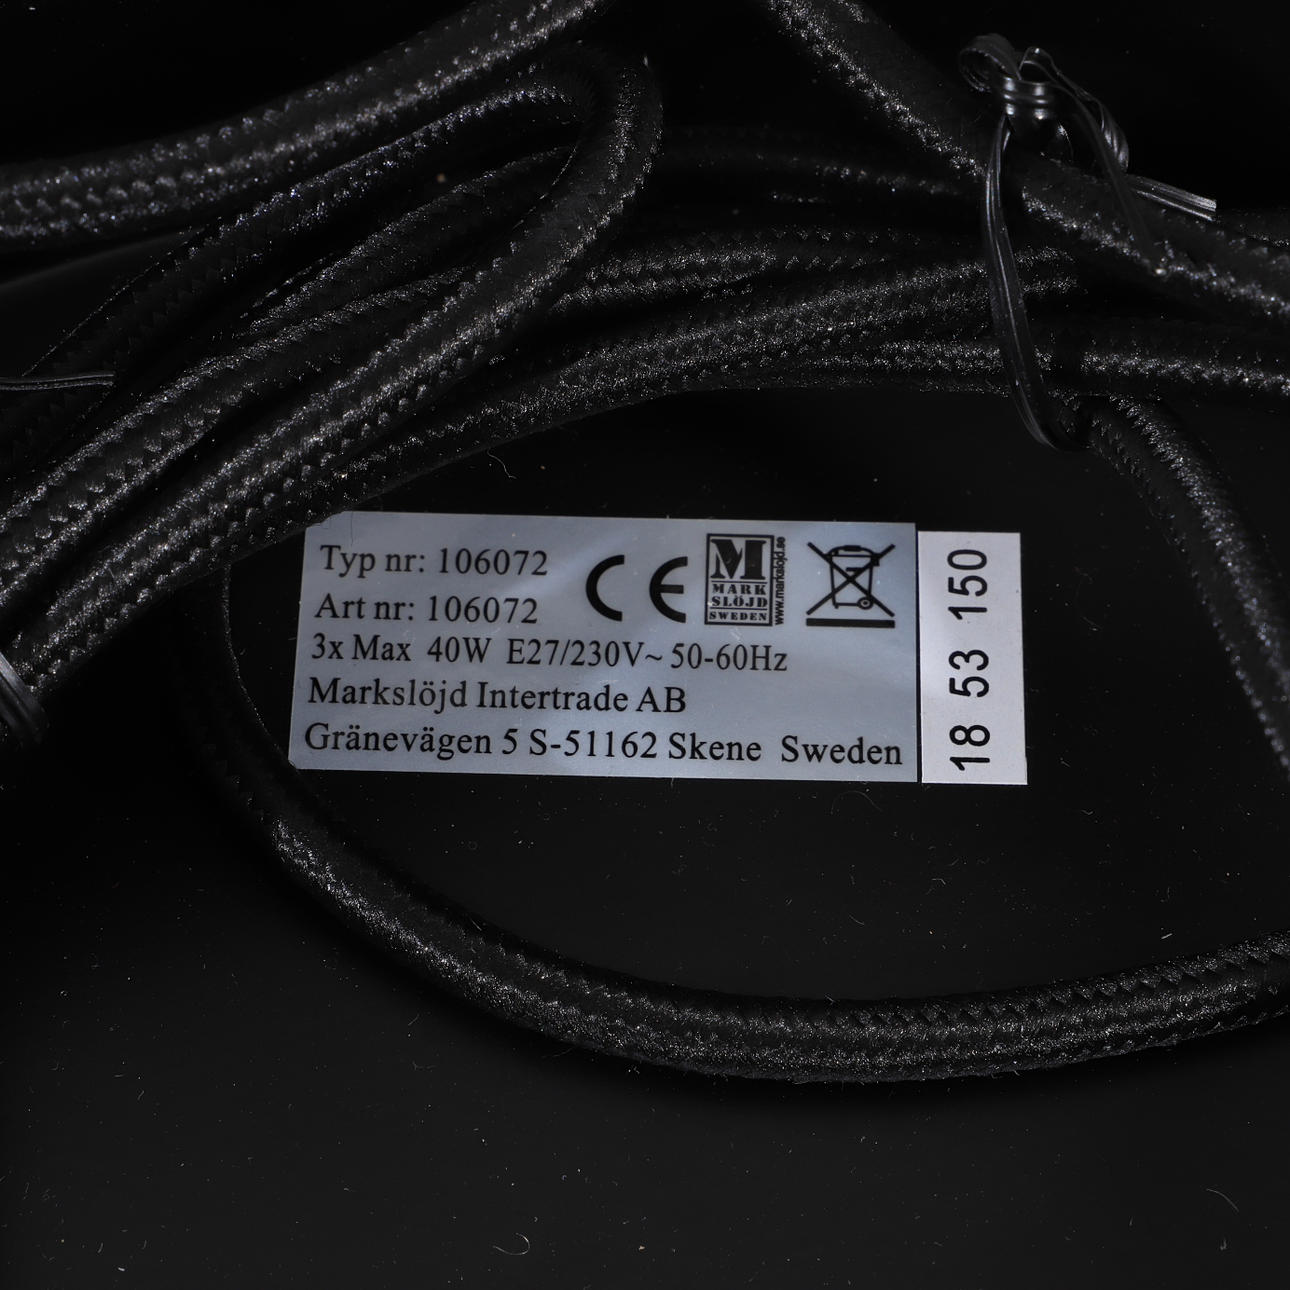 Typ nr: 106072
Art nr: 106072
3x Max 40W E27/230V~ 50-60Hz
Markslöjd Intertrade AB
Gränevägen 5 S-51162 Skene Sweden
CE
M
MARK
SLÖJD
SWEDEN
www.markslojd.se
18 53 150